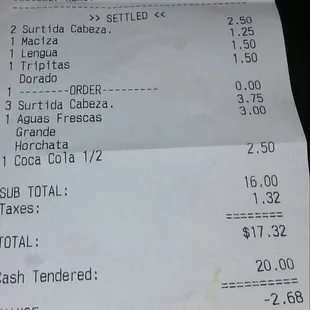 >> SETTLED <<
2 Surtida Cabeza. 2.50
1 Maciza 1.25
1 Lengua 1.50
1 Tripitas 1.50
Dorado
1 --------ORDER--------- 0.00
3 Surtida Cabeza. 3.75
1 Aguas Frescas 3.00
Grande
Horchata
1 Coca Cola 1/2 2.50
SUB TOTAL: 16.00
Taxes: 1.32
========
TOTAL: $17.32
Cash Tendered: 20.00
==========
-2.68